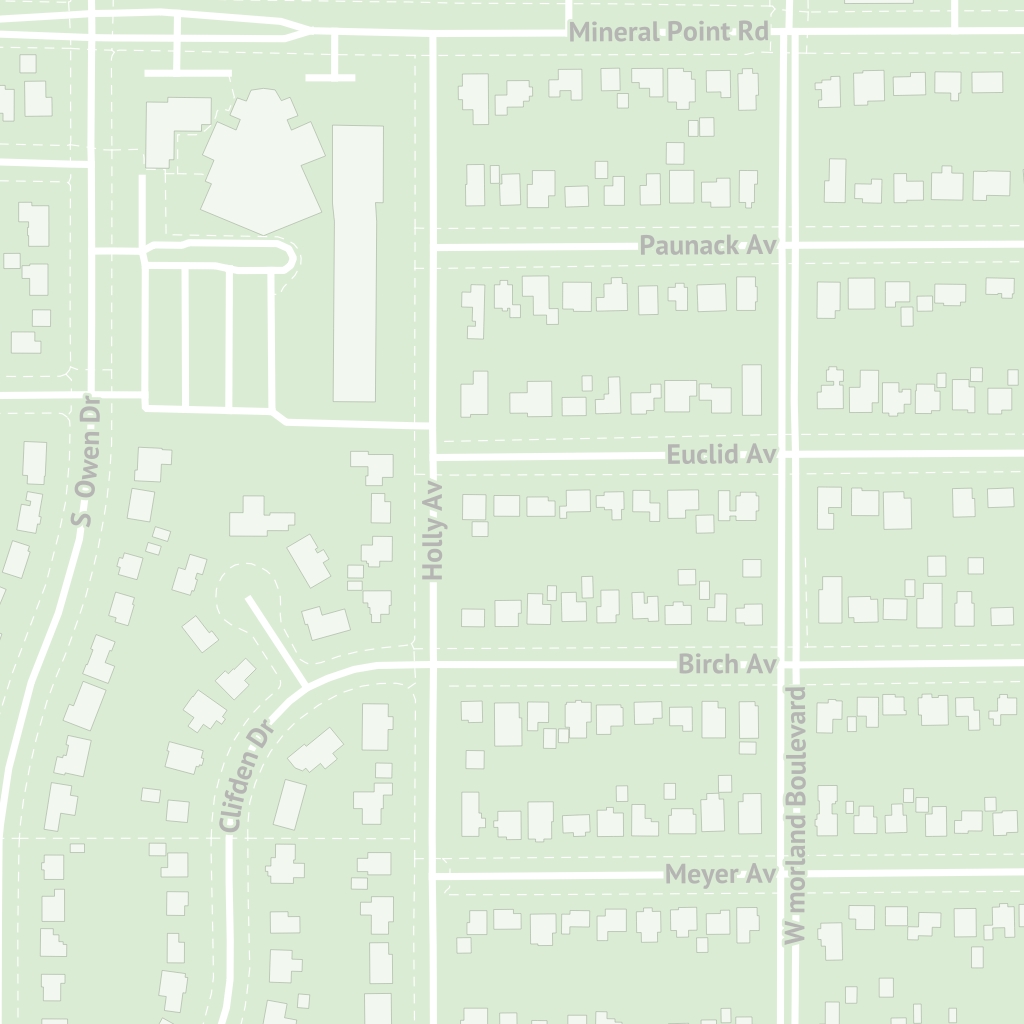 Mineral Point Rd
Paunack Av
S Owen Dr
Euclid Av
Holly Av
Birch Av
Clifden Dr
W morland Boulevard
Meyer Av